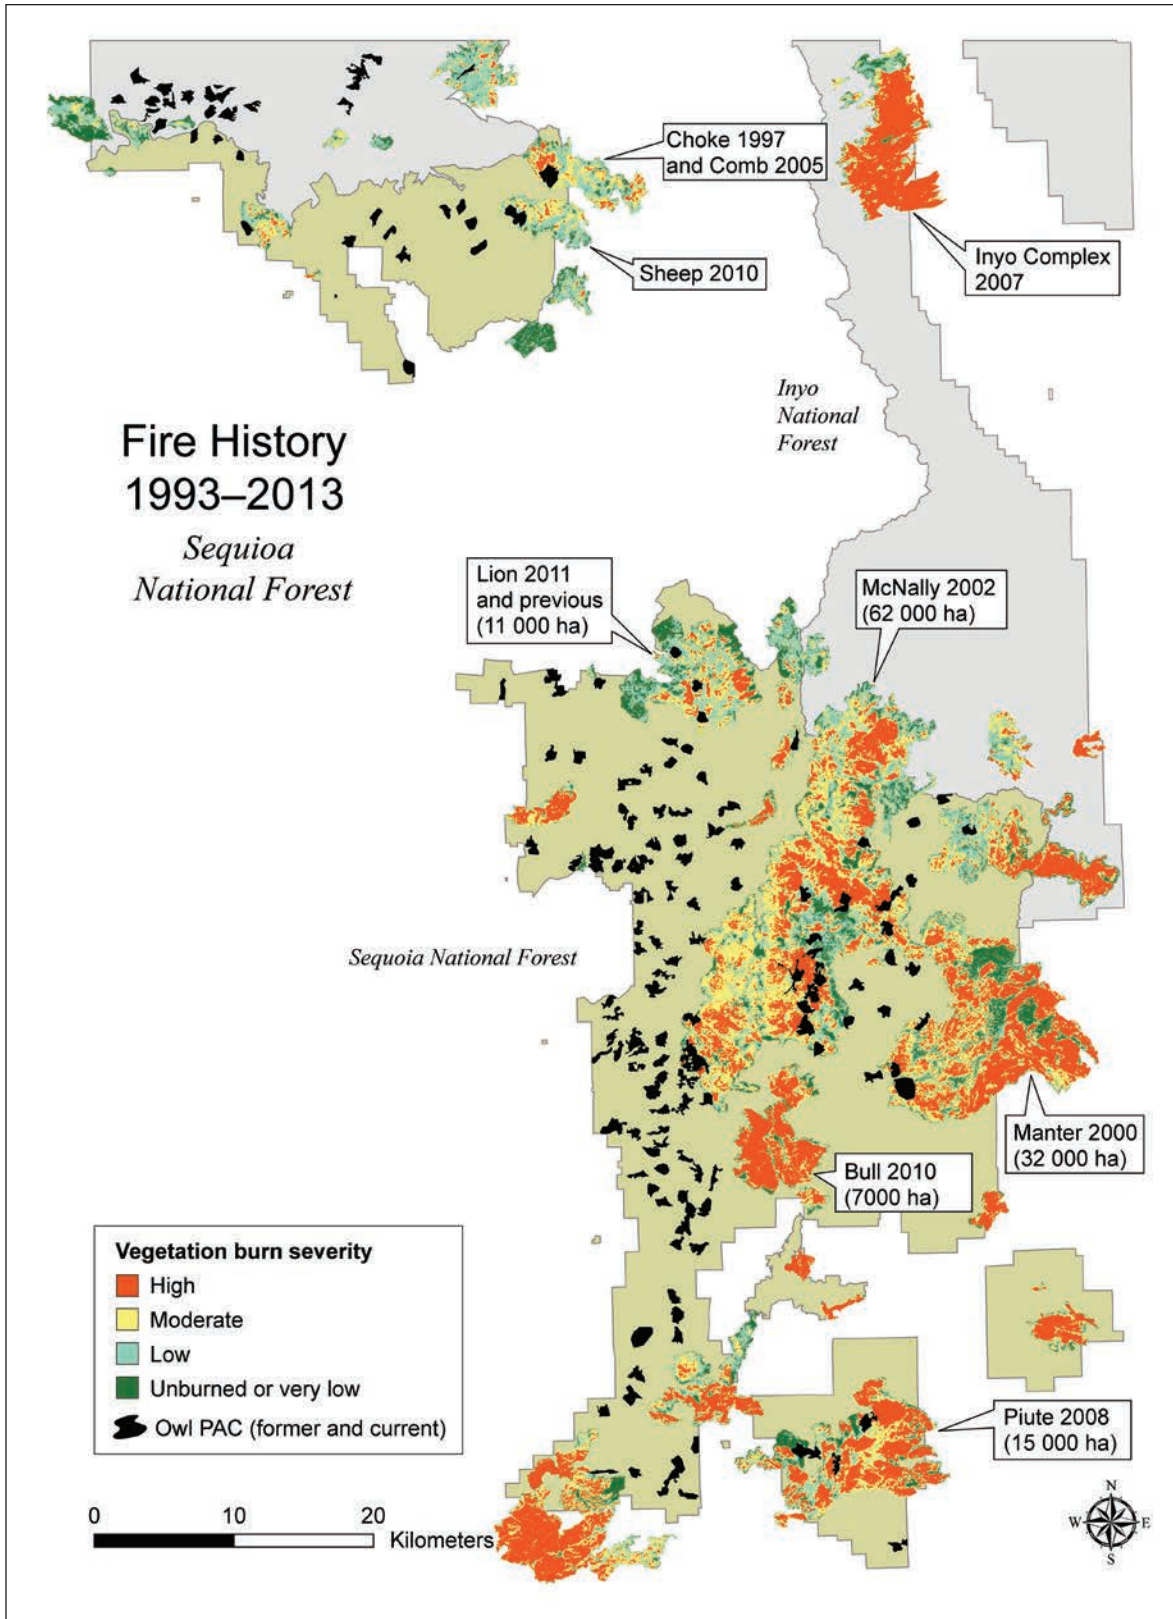 Choke 1997
and Comb 2005
Inyo Complex
2007
Sheep 2010
Inyo
National
Forest
Fire History
1993–2013
Sequioa
National Forest
Lion 2011
and previous
(11 000 ha)
McNally 2002
(62 000 ha)
Sequoia National Forest
Manter 2000
(32 000 ha)
Bull 2010
(7000 ha)
Vegetation burn severity
High
Moderate
Low
Unburned or very low
Owl PAC (former and current)
Piute 2008
(15 000 ha)
0 10 20
Kilometers
N
W E
S